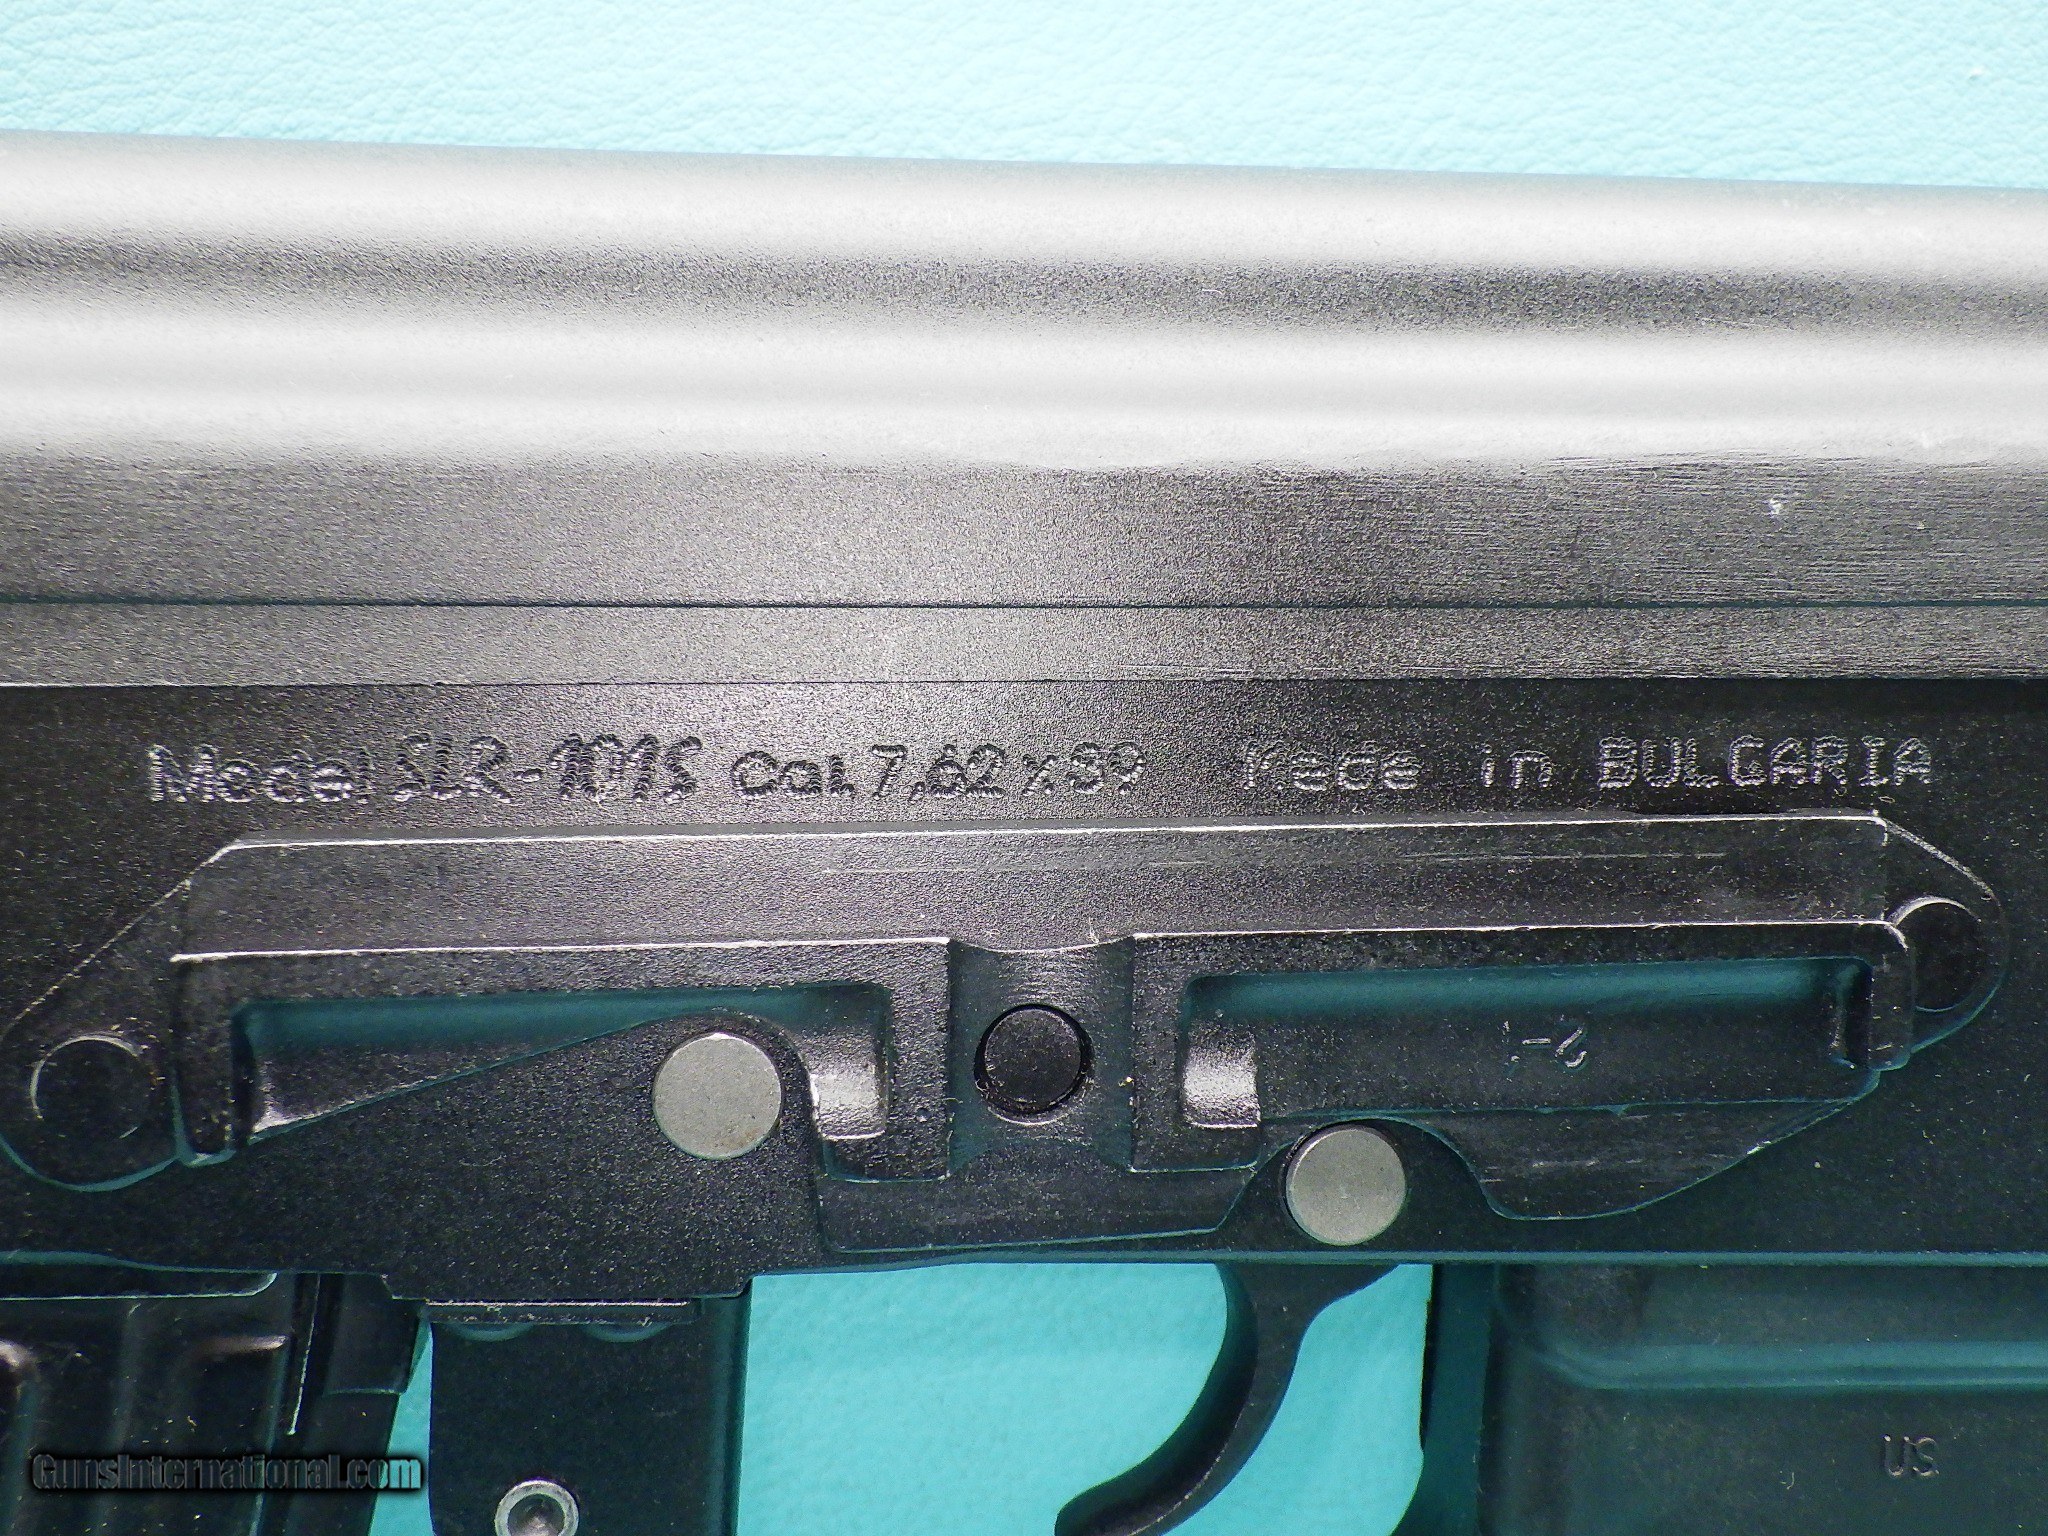 Model SLR-101S Cal. 7,62x39 Made in BULGARIA
US
GunsInternational.com